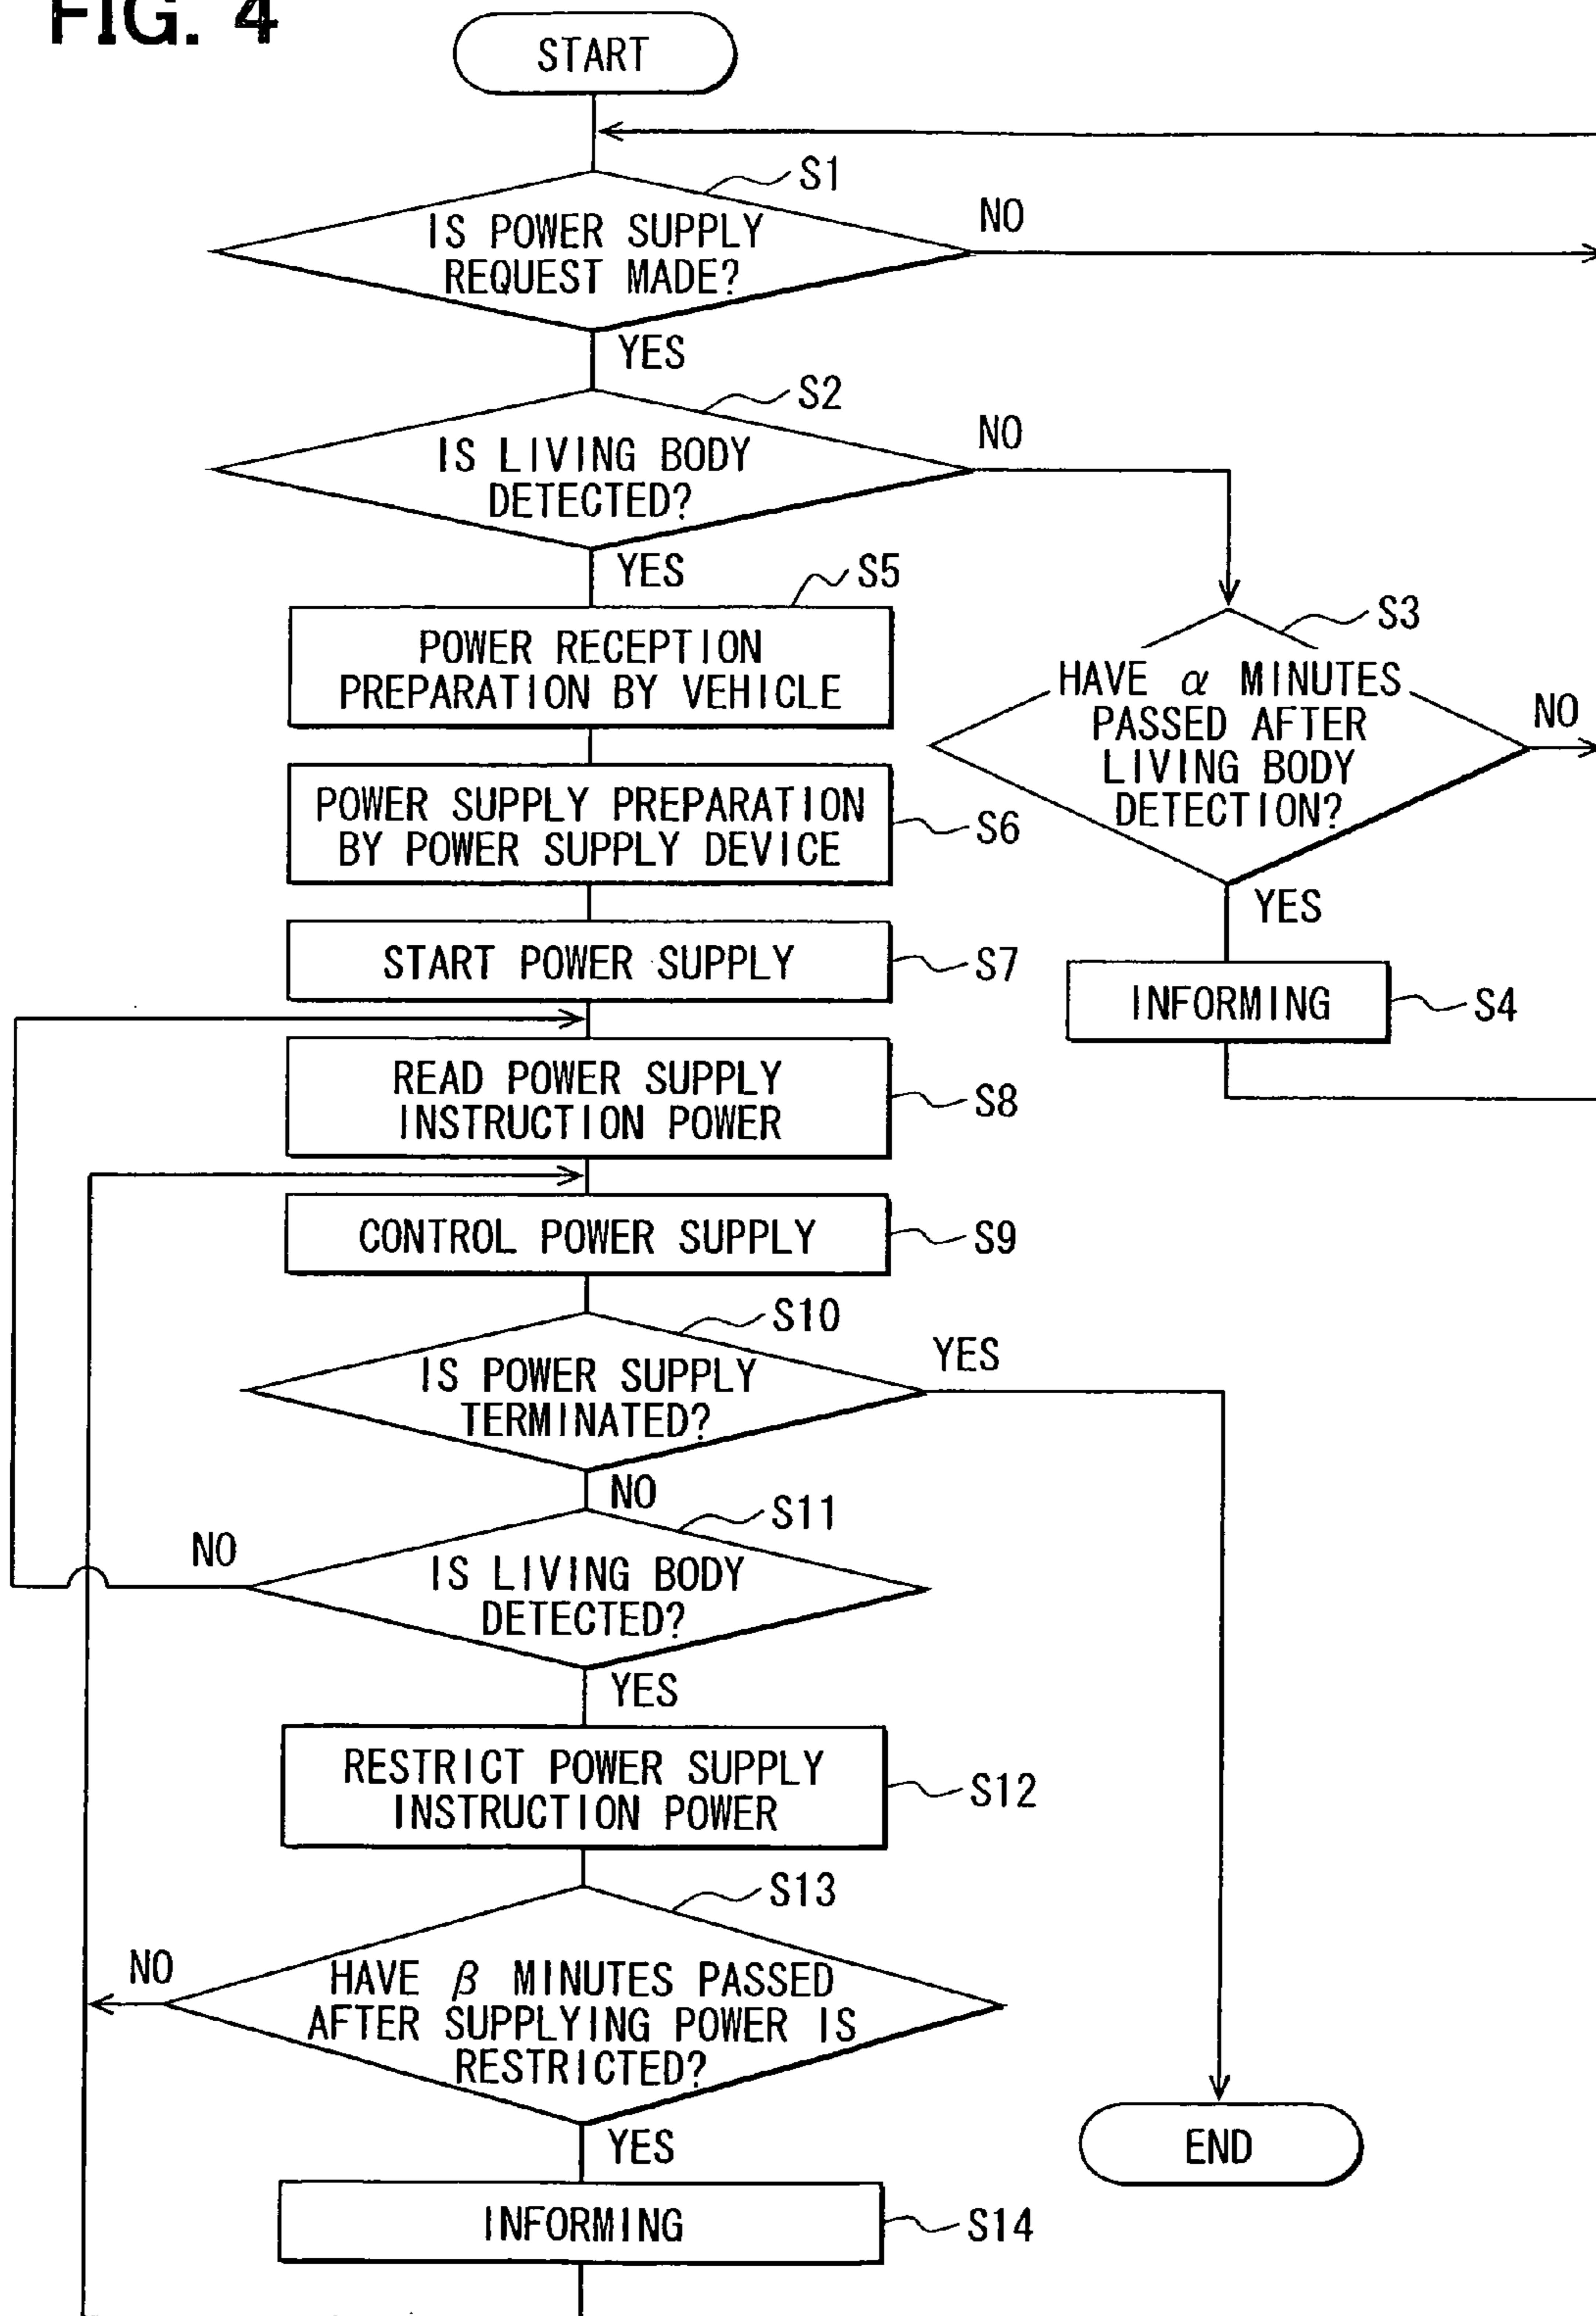 FIG. 4
START
S1
IS POWER SUPPLY
REQUEST MADE?
NO
YES
S2
IS LIVING BODY
DETECTED?
NO
YES
S5
POWER RECEPTION
PREPARATION BY VEHICLE
S3
HAVE α MINUTES
PASSED AFTER
LIVING BODY
DETECTION?
NO
YES
POWER SUPPLY PREPARATION
BY POWER SUPPLY DEVICE
S6
START POWER SUPPLY
S7
INFORMING
S4
READ POWER SUPPLY
INSTRUCTION POWER
S8
CONTROL POWER SUPPLY
S9
S10
IS POWER SUPPLY
TERMINATED?
YES
NO
S11
IS LIVING BODY
DETECTED?
NO
YES
RESTRICT POWER SUPPLY
INSTRUCTION POWER
S12
S13
HAVE β MINUTES PASSED
AFTER SUPPLYING POWER IS
RESTRICTED?
NO
YES
END
INFORMING
S14